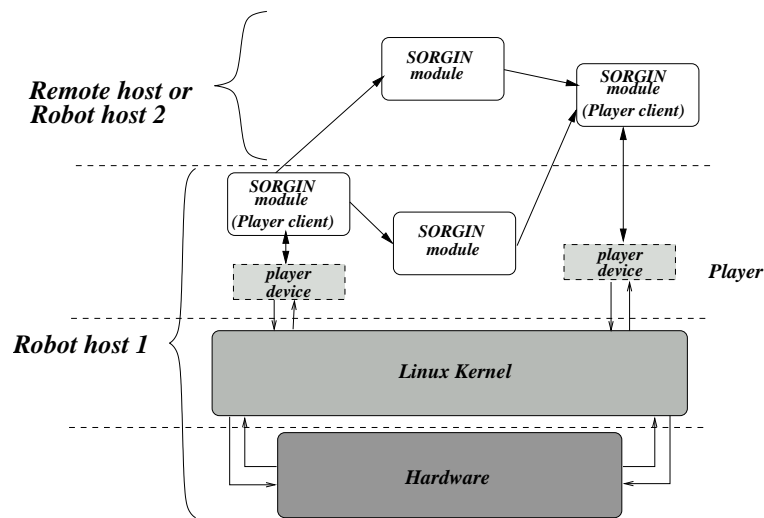 SORGIN
module
Remote host or
Robot host 2
SORGIN
module
(Player client)
SORGIN
module
(Player client)
SORGIN
module
player
device
player
device
Player
Robot host 1
Linux Kernel
Hardware